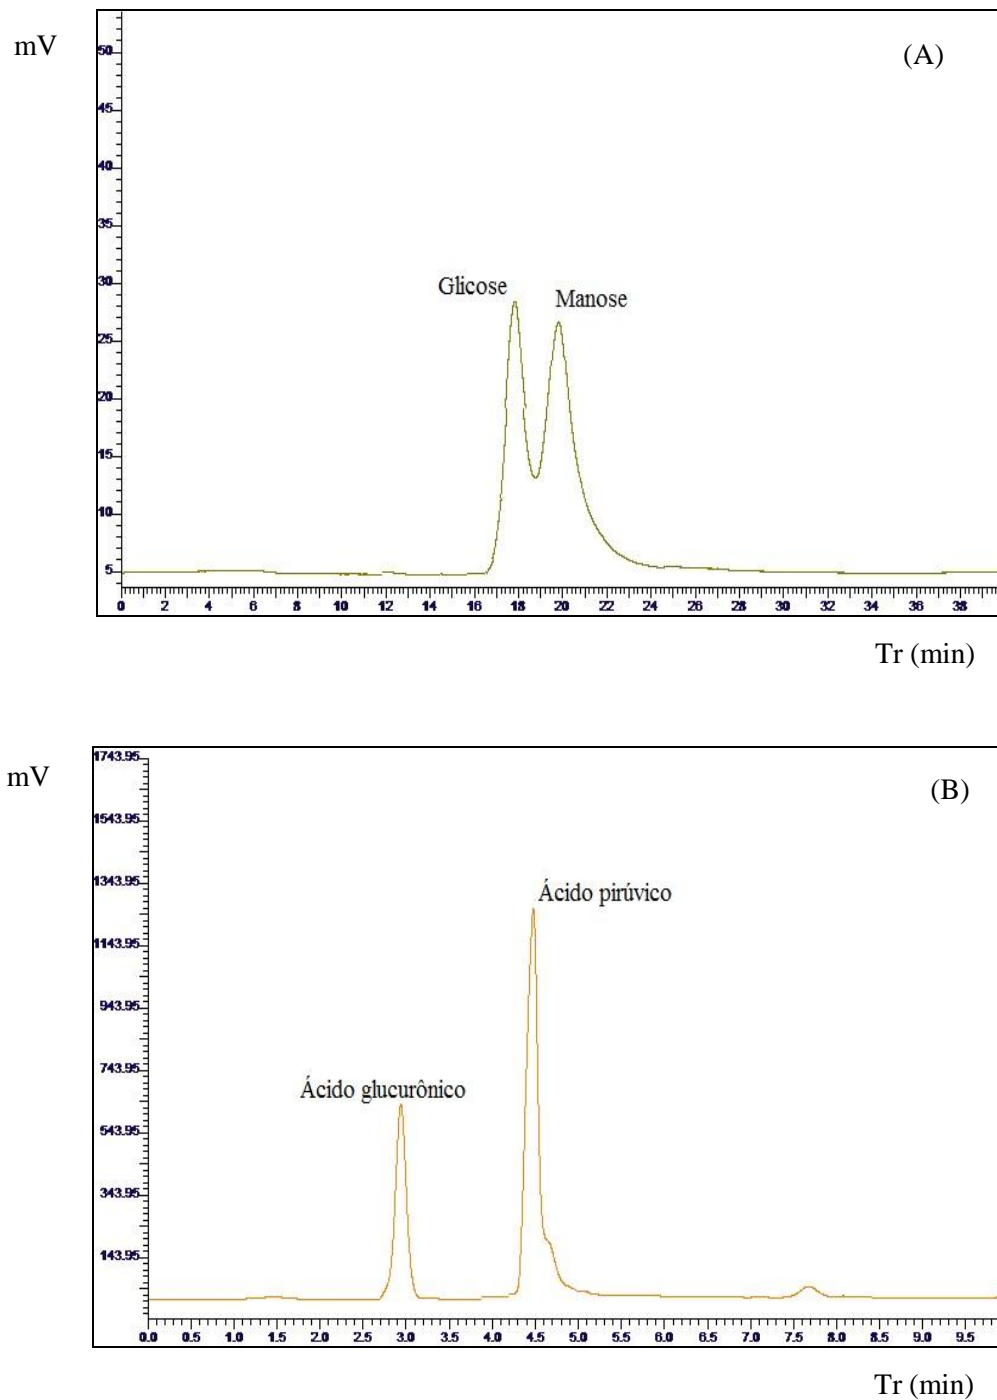 mV
(A)
50
45
40
35
30
25
20
15
10
5
Glicose
Manose
0 2 4 6 8 10 12 14 16 18 20 22 24 26 28 30 32 34 36 38
Tr (min)
mV
(B)
1743.95
1543.95
1343.95
1143.95
943.95
743.95
543.95
343.95
143.95
Ácido pirúvico
Ácido glucurônico
0.0 0.5 1.0 1.5 2.0 2.5 3.0 3.5 4.0 4.5 5.0 5.5 6.0 6.5 7.0 7.5 8.0 8.5 9.0 9.5
Tr (min)